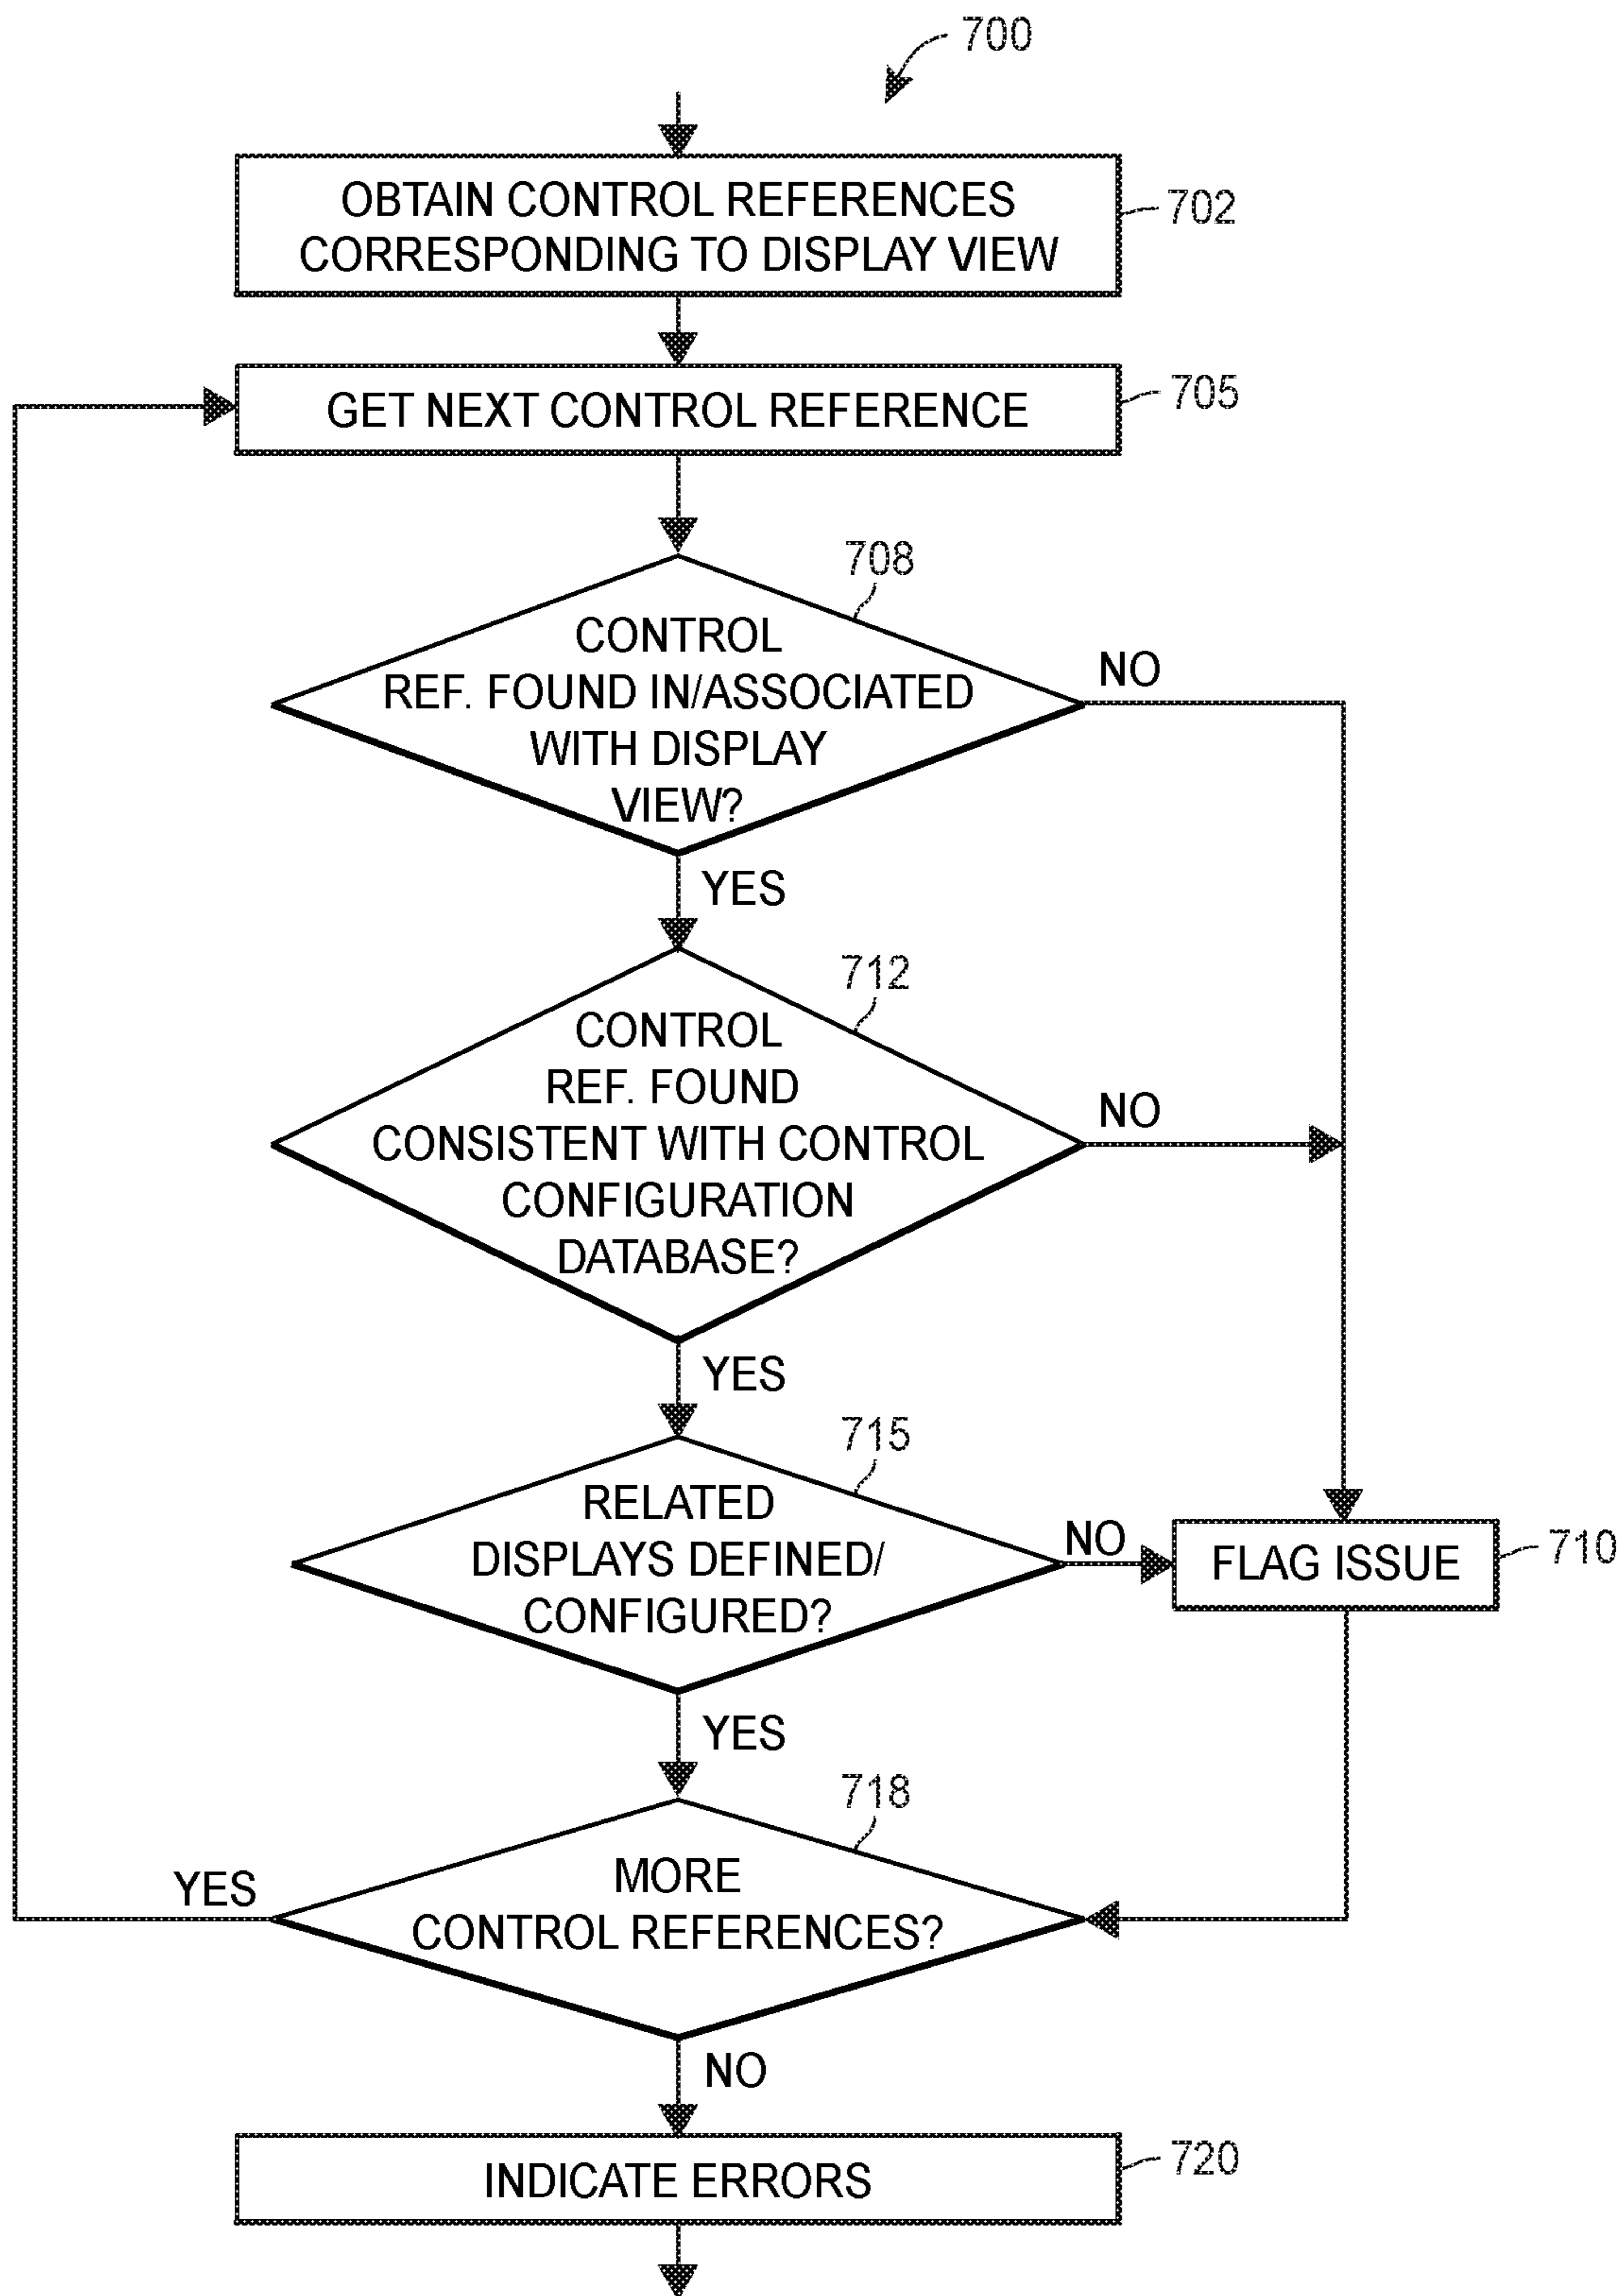 700
OBTAIN CONTROL REFERENCES
CORRESPONDING TO DISPLAY VIEW
702
GET NEXT CONTROL REFERENCE
705
708
CONTROL
REF. FOUND IN/ASSOCIATED
WITH DISPLAY
VIEW?
NO
YES
712
CONTROL
REF. FOUND
CONSISTENT WITH CONTROL
CONFIGURATION
DATABASE?
NO
YES
715
RELATED
DISPLAYS DEFINED/
CONFIGURED?
NO
FLAG ISSUE
710
YES
718
MORE
CONTROL REFERENCES?
YES
NO
INDICATE ERRORS
720